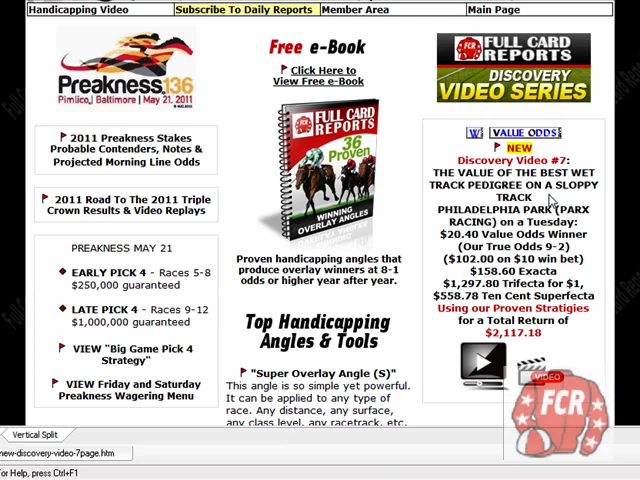 Handicapping Video
Subscribe To Daily Reports
Member Area
Main Page
Preakness.136
Pimlico, | Baltimore | May 21, 2011
2011 Preakness Stakes
Probable Contenders, Notes &
Projected Morning Line Odds
2011 Road To The 2011 Triple
Crown Results & Video Replays
PREAKNESS MAY 21
EARLY PICK 4 - Races 5-8
$250,000 guaranteed
LATE PICK 4 - Races 9-12
$1,000,000 guaranteed
VIEW "Big Game Pick 4
Strategy"
VIEW Friday and Saturday
Preakness Wagering Menu
Free e-Book
Click Here to
View Free e-Book
FCR
FULL CARD
REPORTS
36
Proven
WINNING
OVERLAY ANGLES
Proven handicapping angles that
produce overlay winners at 8-1
odds or higher year after year.
Top Handicapping
Angles & Tools
"Super Overlay Angle (S)"
This angle is so simple yet powerful.
It can be applied to any type of
race. Any distance, any surface,
any class level, any racetrack, etc.
FCR
FULL CARD
REPORTS
DISCOVERY
VIDEO SERIES
W VALUE ODDS
NEW
Discovery Video #7:
THE VALUE OF THE BEST WET
TRACK PEDIGREE ON A SLOPPY
TRACK
PHILADELPHIA PARK (PARX
RACING) on a Tuesday:
$20.40 Value Odds Winner
(Our True Odds 9-2)
($102.00 on $10 win bet)
$158.60 Exacta
$1,297.80 Trifecta for $1,
$558.78 Ten Cent Superfecta
Using our Proven Stratigies
for a Total Return of
$2,117.18
VIDEO
FCR
Vertical Split
new-discovery-video-7page.htm
For Help, press Ctrl+F1